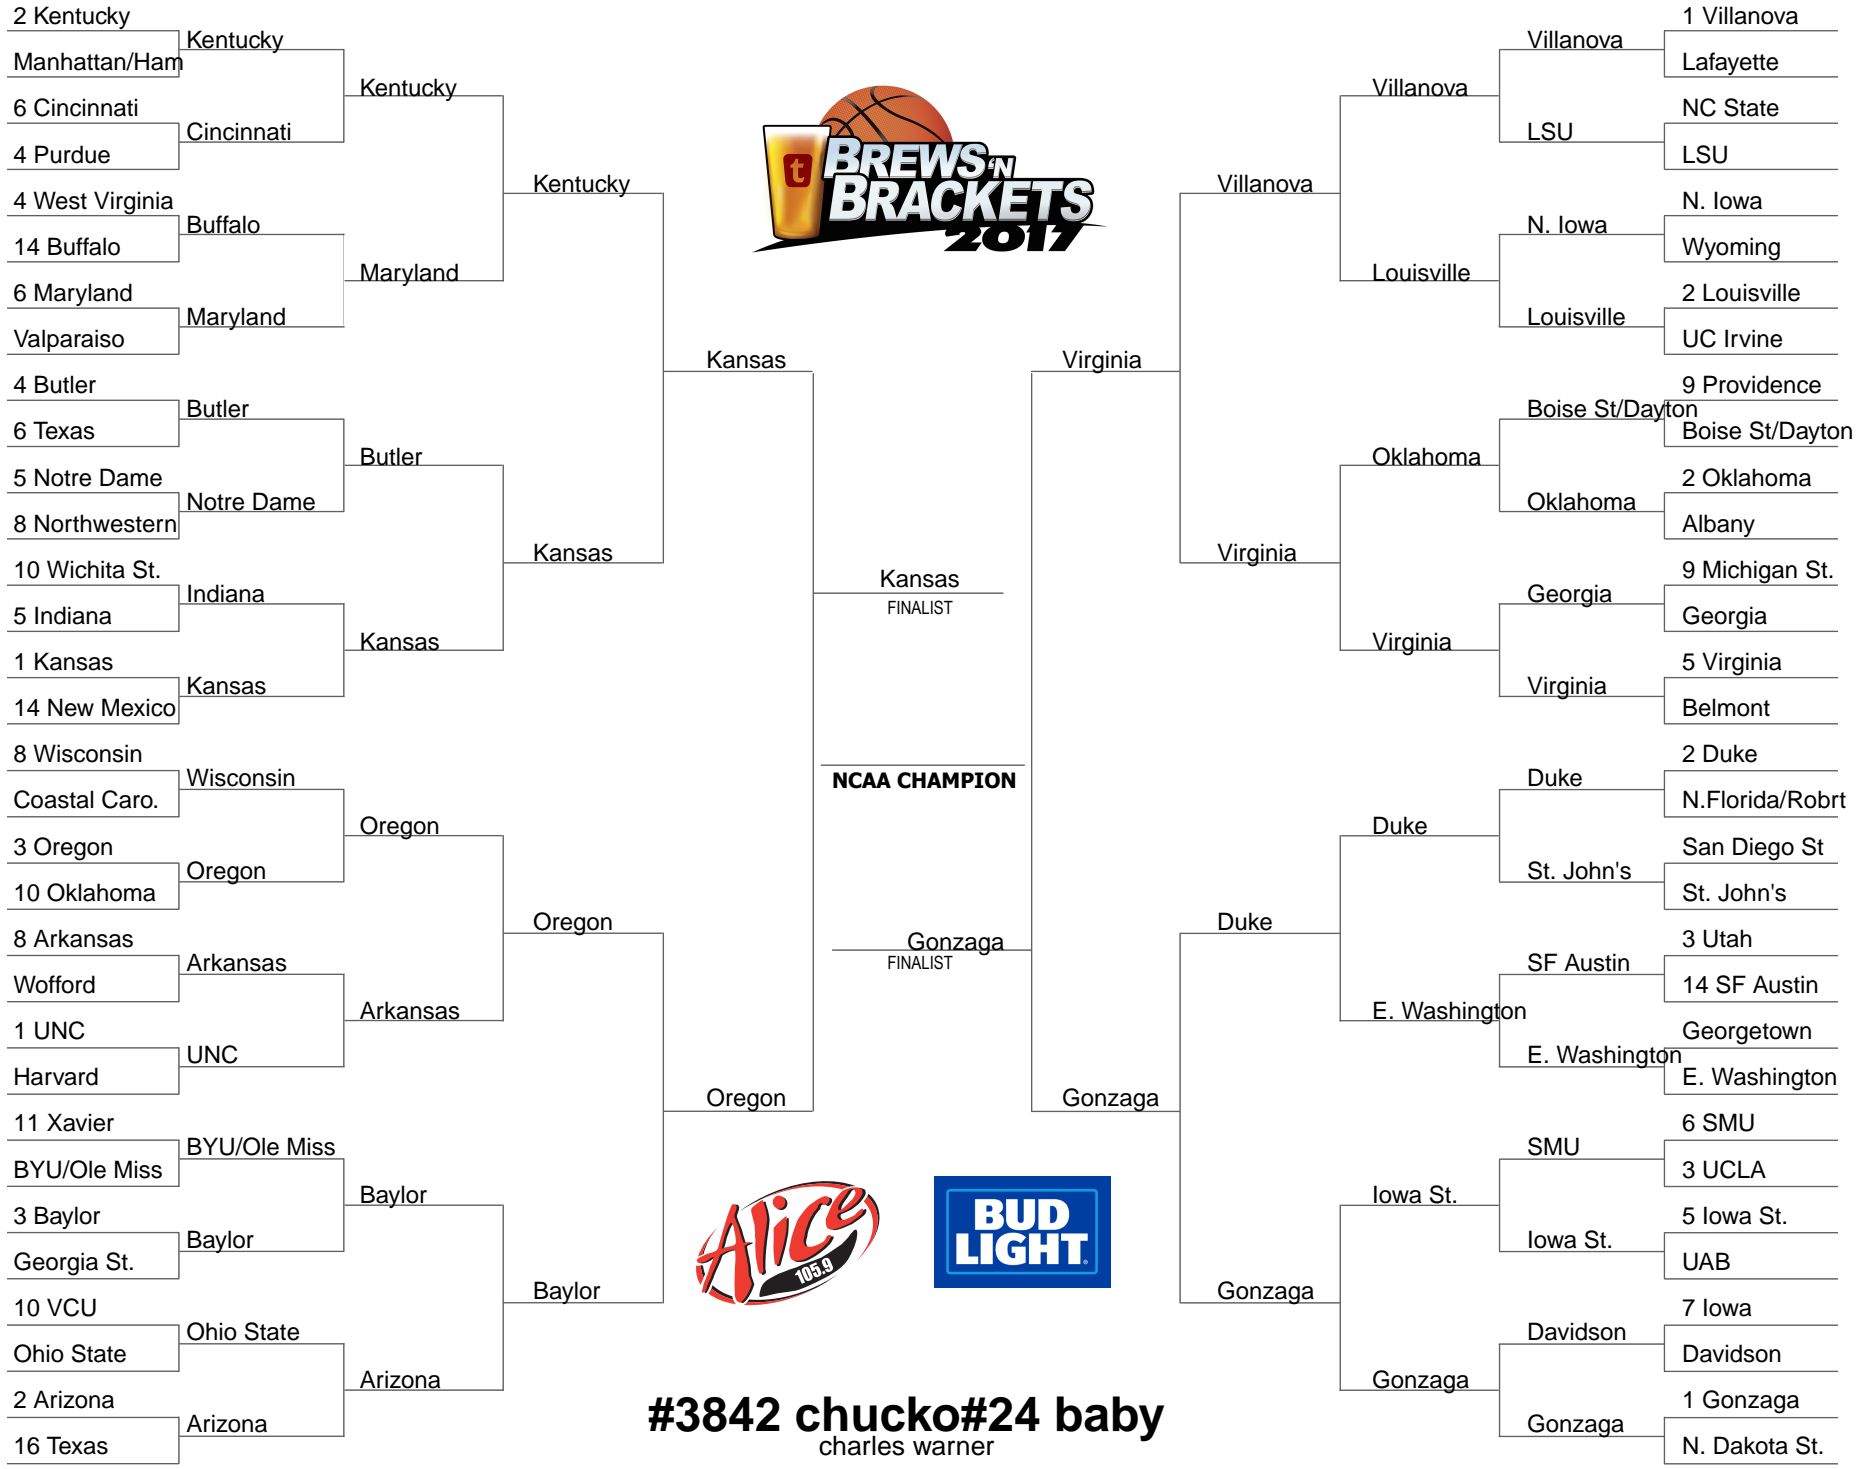 2 Kentucky
Manhattan/Ham
6 Cincinnati
4 Purdue
4 West Virginia
14 Buffalo
6 Maryland
Valparaiso
4 Butler
6 Texas
5 Notre Dame
8 Northwestern
10 Wichita St.
5 Indiana
1 Kansas
14 New Mexico
8 Wisconsin
Coastal Caro.
3 Oregon
10 Oklahoma
8 Arkansas
Wofford
1 UNC
Harvard
11 Xavier
BYU/Ole Miss
3 Baylor
Georgia St.
10 VCU
Ohio State
2 Arizona
16 Texas
Kentucky
Cincinnati
Buffalo
Maryland
Butler
Notre Dame
Indiana
Kansas
Wisconsin
Oregon
Arkansas
UNC
BYU/Ole Miss
Baylor
Ohio State
Arizona
Kentucky
Maryland
Butler
Kansas
Oregon
Arkansas
Baylor
Arizona
Kentucky
Kansas
Oregon
Baylor
Kansas
Oregon
t
BREWS 'N
BRACKETS
2017
Kansas
FINALIST
NCAA CHAMPION
Gonzaga
FINALIST
Alice
105.9
BUD
LIGHT
#3842 chucko#24 baby
charles warner
Virginia
Gonzaga
Villanova
Virginia
Duke
Gonzaga
Villanova
Louisville
Oklahoma
Virginia
Duke
E. Washington
Iowa St.
Gonzaga
Villanova
LSU
N. Iowa
Louisville
Boise St/Dayton
Oklahoma
Georgia
Virginia
Duke
St. John's
SF Austin
E. Washington
SMU
Iowa St.
Davidson
Gonzaga
1 Villanova
Lafayette
NC State
LSU
N. Iowa
Wyoming
2 Louisville
UC Irvine
9 Providence
Boise St/Dayton
2 Oklahoma
Albany
9 Michigan St.
Georgia
5 Virginia
Belmont
2 Duke
N.Florida/Robrt
San Diego St
St. John's
3 Utah
14 SF Austin
Georgetown
E. Washington
6 SMU
3 UCLA
5 Iowa St.
UAB
7 Iowa
Davidson
1 Gonzaga
N. Dakota St.